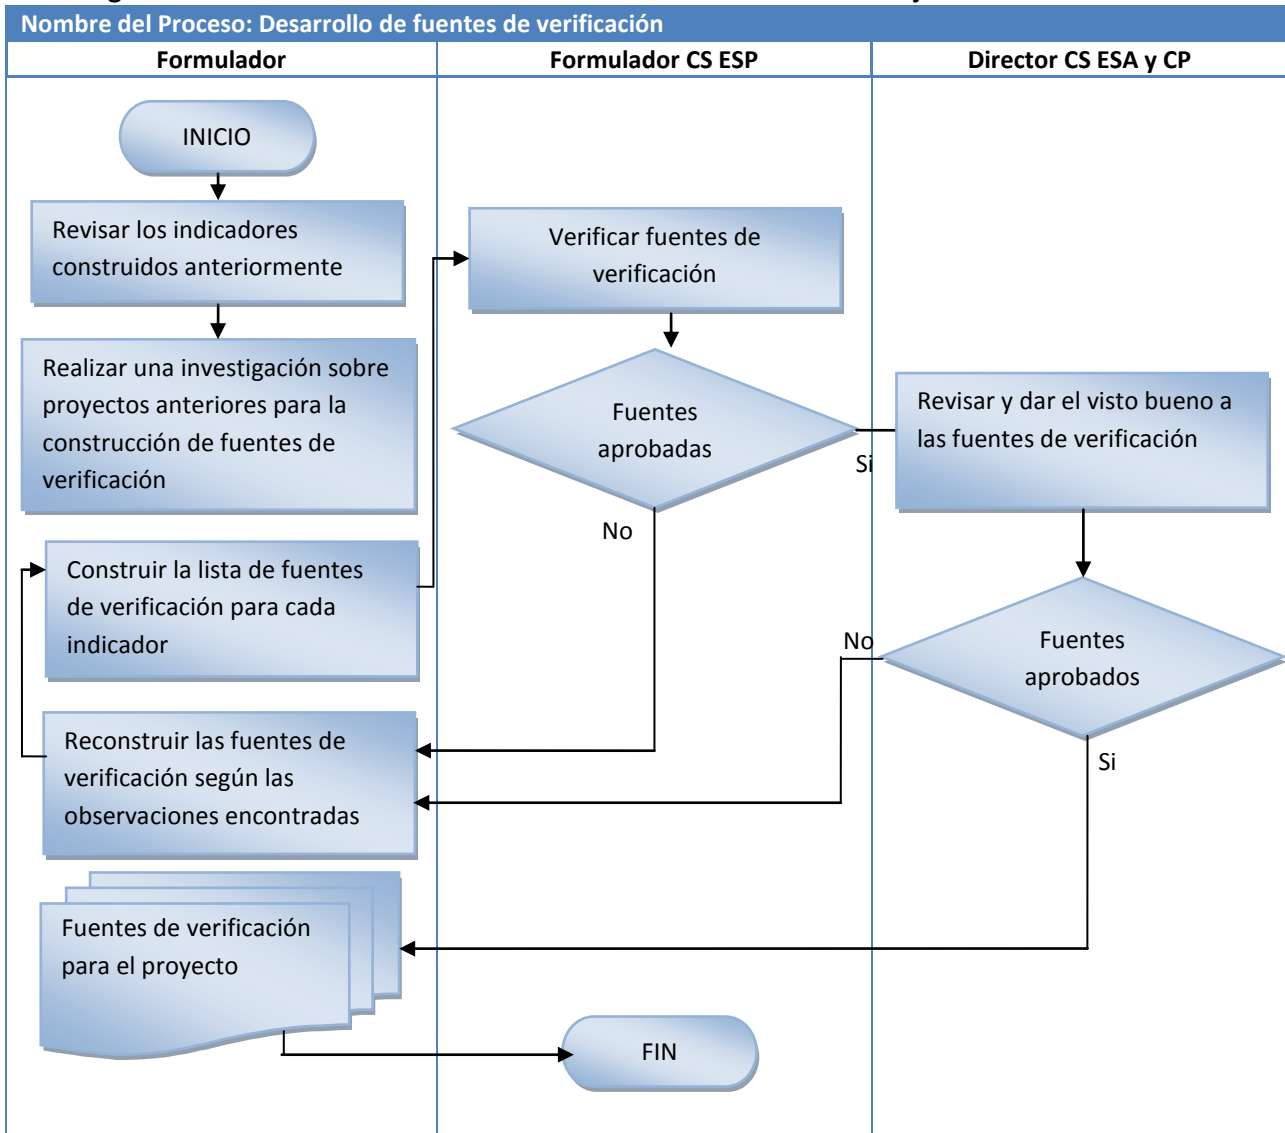 Nombre del Proceso: Desarrollo de fuentes de verificación
Formulador
Formulador CS ESP
Director CS ESA y CP
INICIO
Revisar los indicadores
construidos anteriormente
Realizar una investigación sobre
proyectos anteriores para la
construcción de fuentes de
verificación
Construir la lista de fuentes
de verificación para cada
indicador
Reconstruir las fuentes de
verificación según las
observaciones encontradas
Fuentes de verificación
para el proyecto
Verificar fuentes de
verificación
Fuentes
aprobadas
Si
No
FIN
Revisar y dar el visto bueno a
las fuentes de verificación
Fuentes
aprobados
No
Si